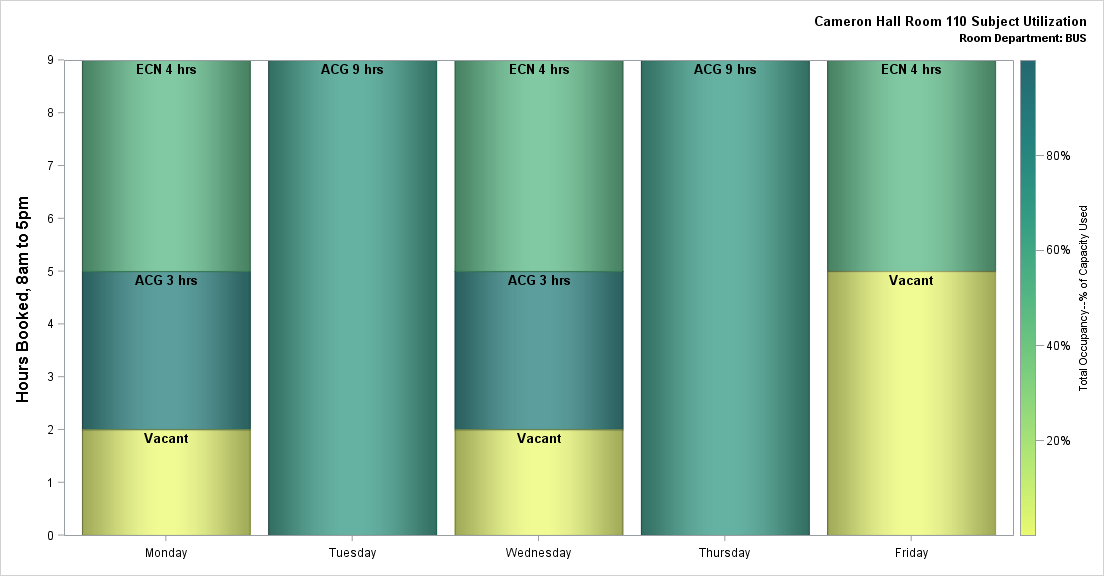 Cameron Hall Room 110 Subject Utilization
Room Department: BUS
Hours Booked, 8am to 5pm
9
8
7
6
5
4
3
2
1
0
ECN 4 hrs
ACG 3 hrs
Vacant
ACG 9 hrs
ECN 4 hrs
ACG 3 hrs
Vacant
ACG 9 hrs
ECN 4 hrs
Vacant
Monday
Tuesday
Wednesday
Thursday
Friday
80%
60%
40%
20%
Total Occupancy--% of Capacity Used